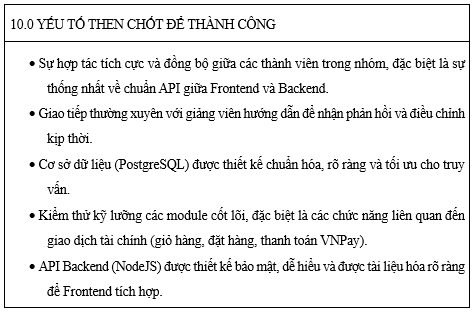 10.0 YẾU TỐ THEN CHỐT ĐỂ THÀNH CÔNG
• Sự hợp tác tích cực và đồng bộ giữa các thành viên trong nhóm, đặc biệt là sự
thống nhất về chuẩn API giữa Frontend và Backend.
• Giao tiếp thường xuyên với giảng viên hướng dẫn để nhận phản hồi và điều chỉnh
kịp thời.
• Cơ sở dữ liệu (PostgreSQL) được thiết kế chuẩn hóa, rõ ràng và tối ưu cho truy
vấn.
• Kiểm thử kỹ lưỡng các module cốt lõi, đặc biệt là các chức năng liên quan đến
giao dịch tài chính (giỏ hàng, đặt hàng, thanh toán VNPay).
• API Backend (NodeJS) được thiết kế bảo mật, dễ hiểu và được tài liệu hóa rõ ràng
để Frontend tích hợp.